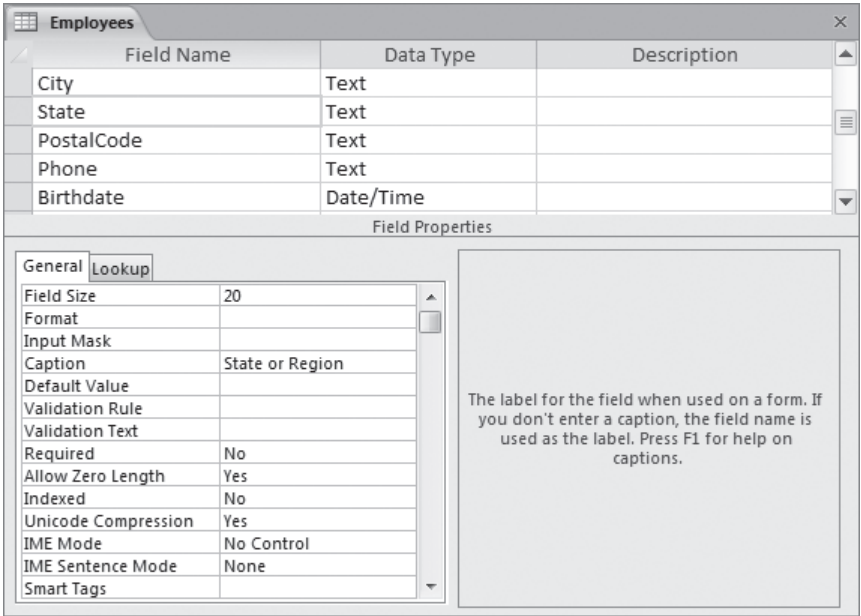 Employees
Field Name Data Type Description
City Text
State Text
PostalCode Text
Phone Text
Birthdate Date/Time
Field Properties
General Lookup
Field Size 20
Format
Input Mask
Caption State or Region
Default Value
Validation Rule
Validation Text
Required No
Allow Zero Length Yes
Indexed No
Unicode Compression Yes
IME Mode No Control
IME Sentence Mode None
Smart Tags
The label for the field when used on a form. If
you don't enter a caption, the field name is
used as the label. Press F1 for help on
captions.